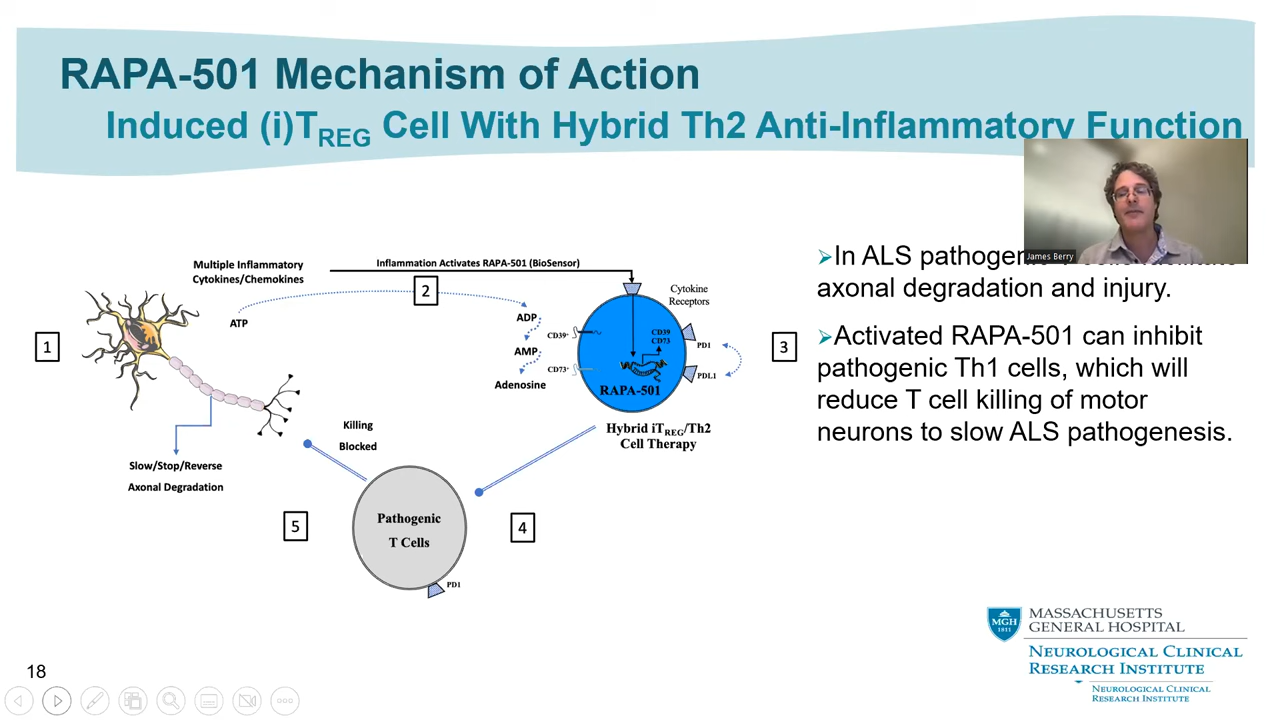 RAPA-501 Mechanism of Action
Induced (i)TREG Cell With Hybrid Th2 Anti-Inflammatory Function
James Berry
➢In ALS pathogenic
axonal degradation and injury.
➢Activated RAPA-501 can inhibit
pathogenic Th1 cells, which will
reduce T cell killing of motor
neurons to slow ALS pathogenesis.
Multiple Inflammatory
Cytokines/Chemokines
Inflammation Activates RAPA-501 (BioSensor)
1
2
3
4
5
ATP
ADP
AMP
Adenosine
CD39+
CD73+
Cytokine
Receptors
CD39
CD73
PD1
PDL1
RAPA-501
Hybrid iTREG/Th2
Cell Therapy
Killing
Blocked
Slow/Stop/Reverse
Axonal Degradation
Pathogenic
T Cells
PD1
MGH
1811
MASSACHUSETTS
GENERAL HOSPITAL
NEUROLOGICAL CLINICAL
RESEARCH INSTITUTE
NEUROLOGICAL CLINICAL
RESEARCH INSTITUTE
18